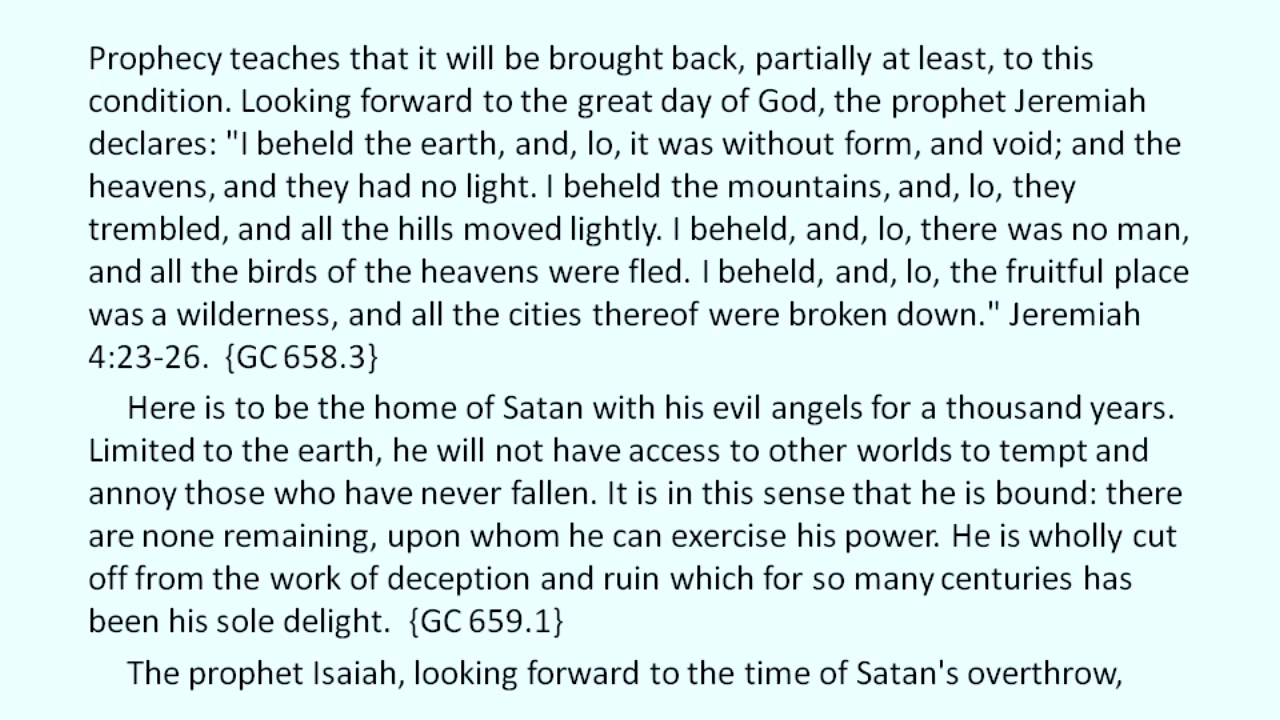 Prophecy teaches that it will be brought back, partially at least, to this
condition. Looking forward to the great day of God, the prophet Jeremiah
declares: "I beheld the earth, and, lo, it was without form, and void; and the
heavens, and they had no light. I beheld the mountains, and, lo, they
trembled, and all the hills moved lightly. I beheld, and, lo, there was no man,
and all the birds of the heavens were fled. I beheld, and, lo, the fruitful place
was a wilderness, and all the cities thereof were broken down." Jeremiah
4:23-26. {GC 658.3}
Here is to be the home of Satan with his evil angels for a thousand years.
Limited to the earth, he will not have access to other worlds to tempt and
annoy those who have never fallen. It is in this sense that he is bound: there
are none remaining, upon whom he can exercise his power. He is wholly cut
off from the work of deception and ruin which for so many centuries has
been his sole delight. {GC 659.1}
The prophet Isaiah, looking forward to the time of Satan's overthrow,